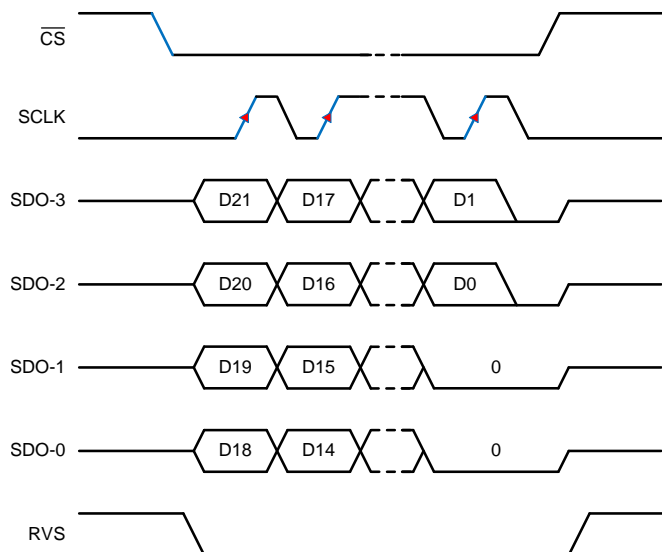 CS
SCLK
SDO-3 D21 D17 D1
SDO-2 D20 D16 D0
SDO-1 D19 D15 0
SDO-0 D18 D14 0
RVS